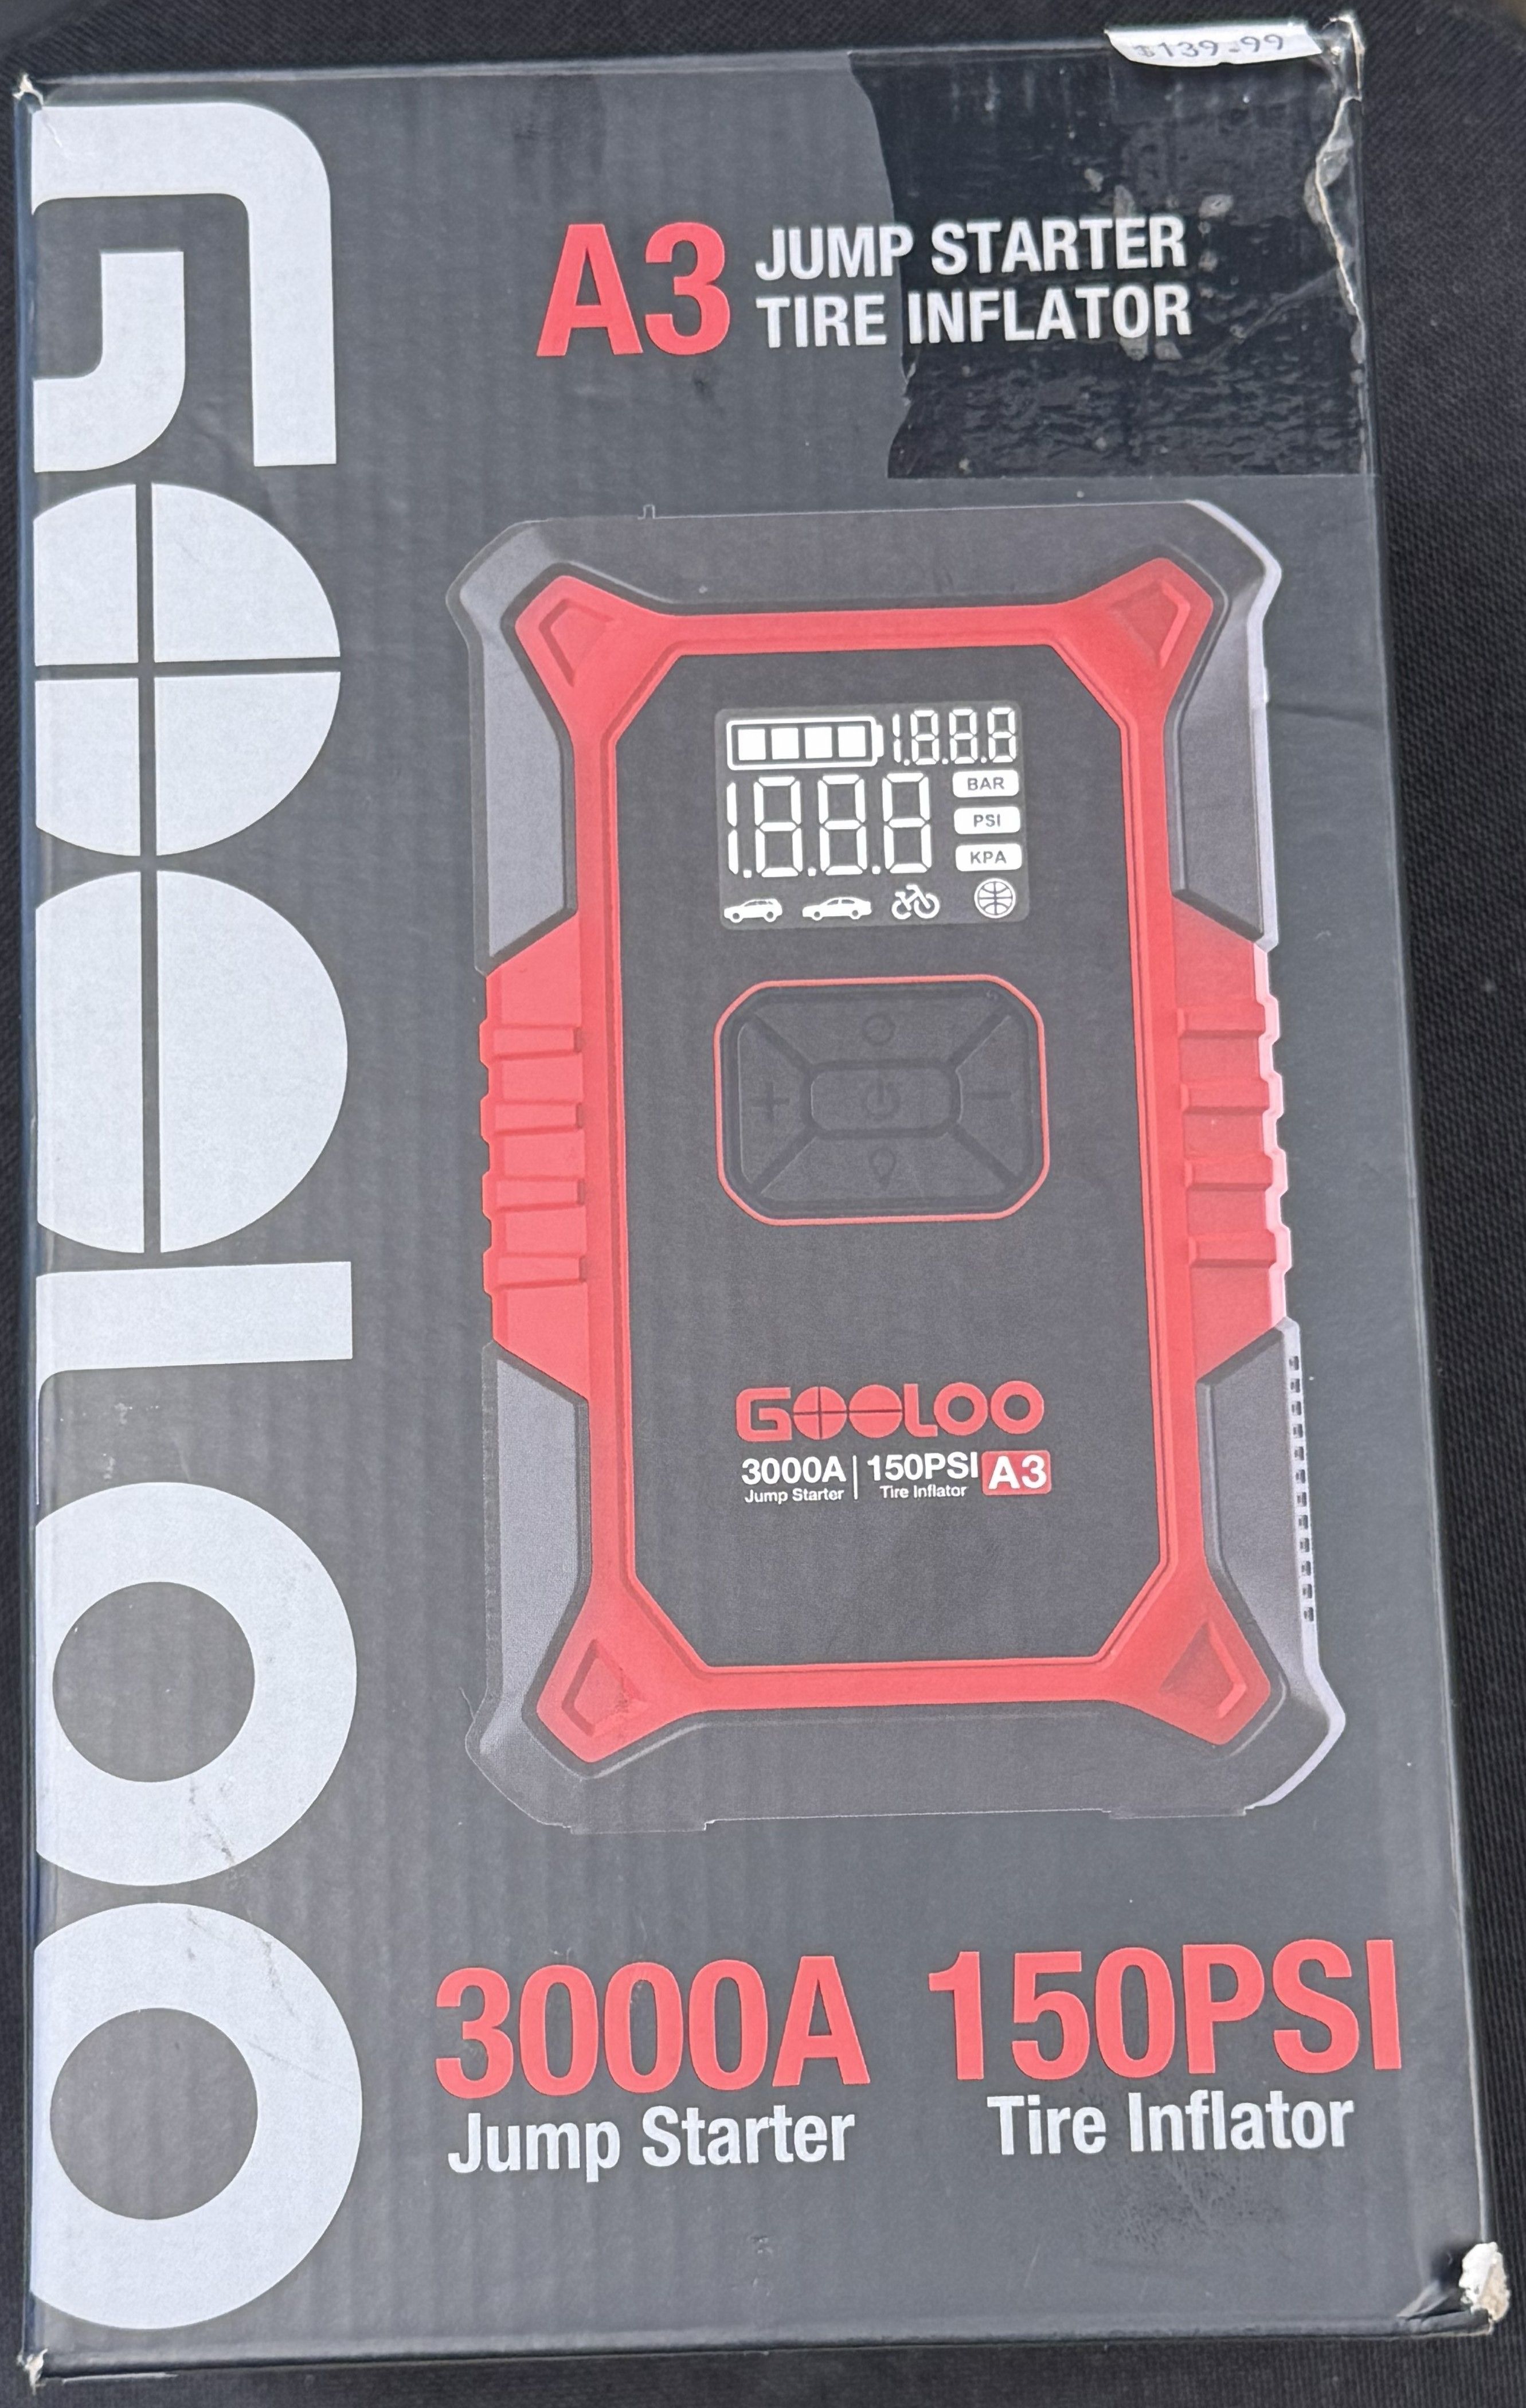 $139.99
GOOLOO
A3 JUMP STARTER
TIRE INFLATOR
1.8.8.8
1.8.8.8
BAR
PSI
KPA
GOOLOO
3000A | 150PSI A3
Jump Starter Tire Inflator
3000A 150PSI
Jump Starter Tire Inflator